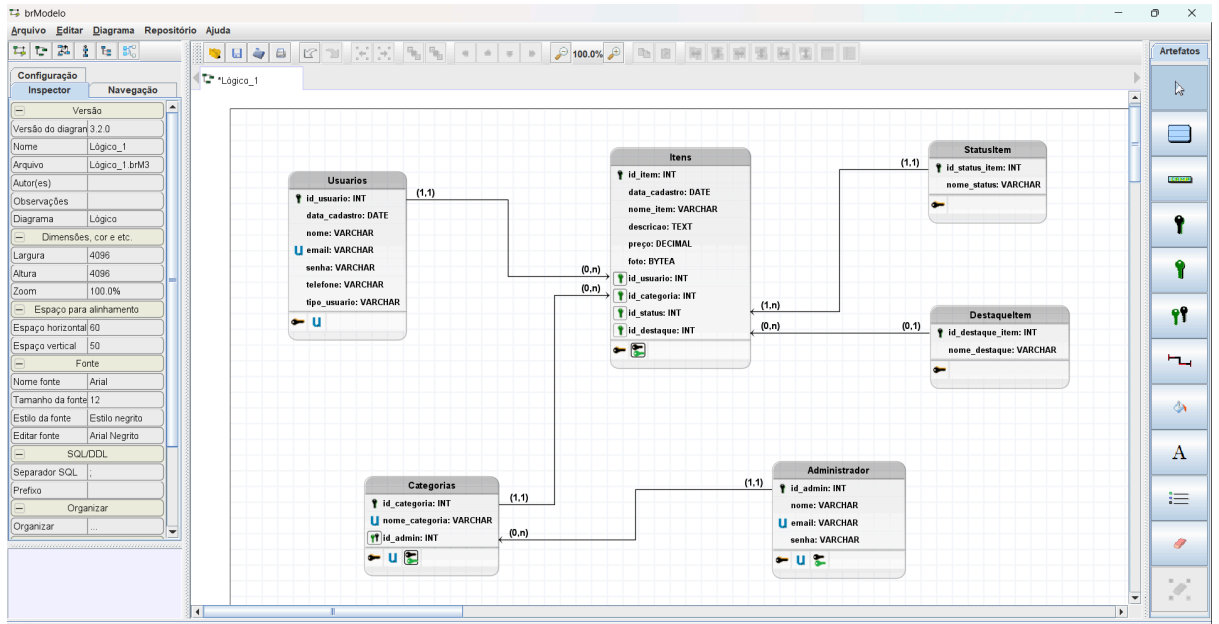 brModelo
Arquivo Editar Diagrama Repositório Ajuda
100.0%
Artefatos
Configuração
Inspector Navegação
*Lógico_1
Versão
Versão do diagran 3.2.0
Nome Lógico_1
Arquivo Lógico_1.brM3
Autor(es)
Observações
Diagrama Lógico
Dimensões, cor e etc.
Largura 4096
Altura 4096
Zoom 100.0%
Espaço para alinhamento
Espaço horizontal 60
Espaço vertical 50
Fonte
Nome fonte Arial
Tamanho da fonte 12
Estilo da fonte Estilo negrito
Editar fonte Arial Negrito
SQL/DDL
Separador SQL ;
Prefixo
Organizar
Organizar ...
Usuarios
id_usuario: INT
data_cadastro: DATE
nome: VARCHAR
U email: VARCHAR
senha: VARCHAR
telefone: VARCHAR
tipo_usuario: VARCHAR
U
(1,1)
(0,n)
(0,n)
Itens
id_item: INT
data_cadastro: DATE
nome_item: VARCHAR
descricao: TEXT
preço: DECIMAL
foto: BYTEA
id_usuario: INT
id_categoria: INT
id_status: INT
id_destaque: INT
(1,n)
(0,n)
(1,1)
StatusItem
id_status_item: INT
nome_status: VARCHAR
(0,1)
DestaqueItem
id_destaque_item: INT
nome_destaque: VARCHAR
Categorias
id_categoria: INT
U nome_categoria: VARCHAR
id_admin: INT
U
(1,1)
(0,n)
(1,1)
Administrador
id_admin: INT
nome: VARCHAR
U email: VARCHAR
senha: VARCHAR
U
A